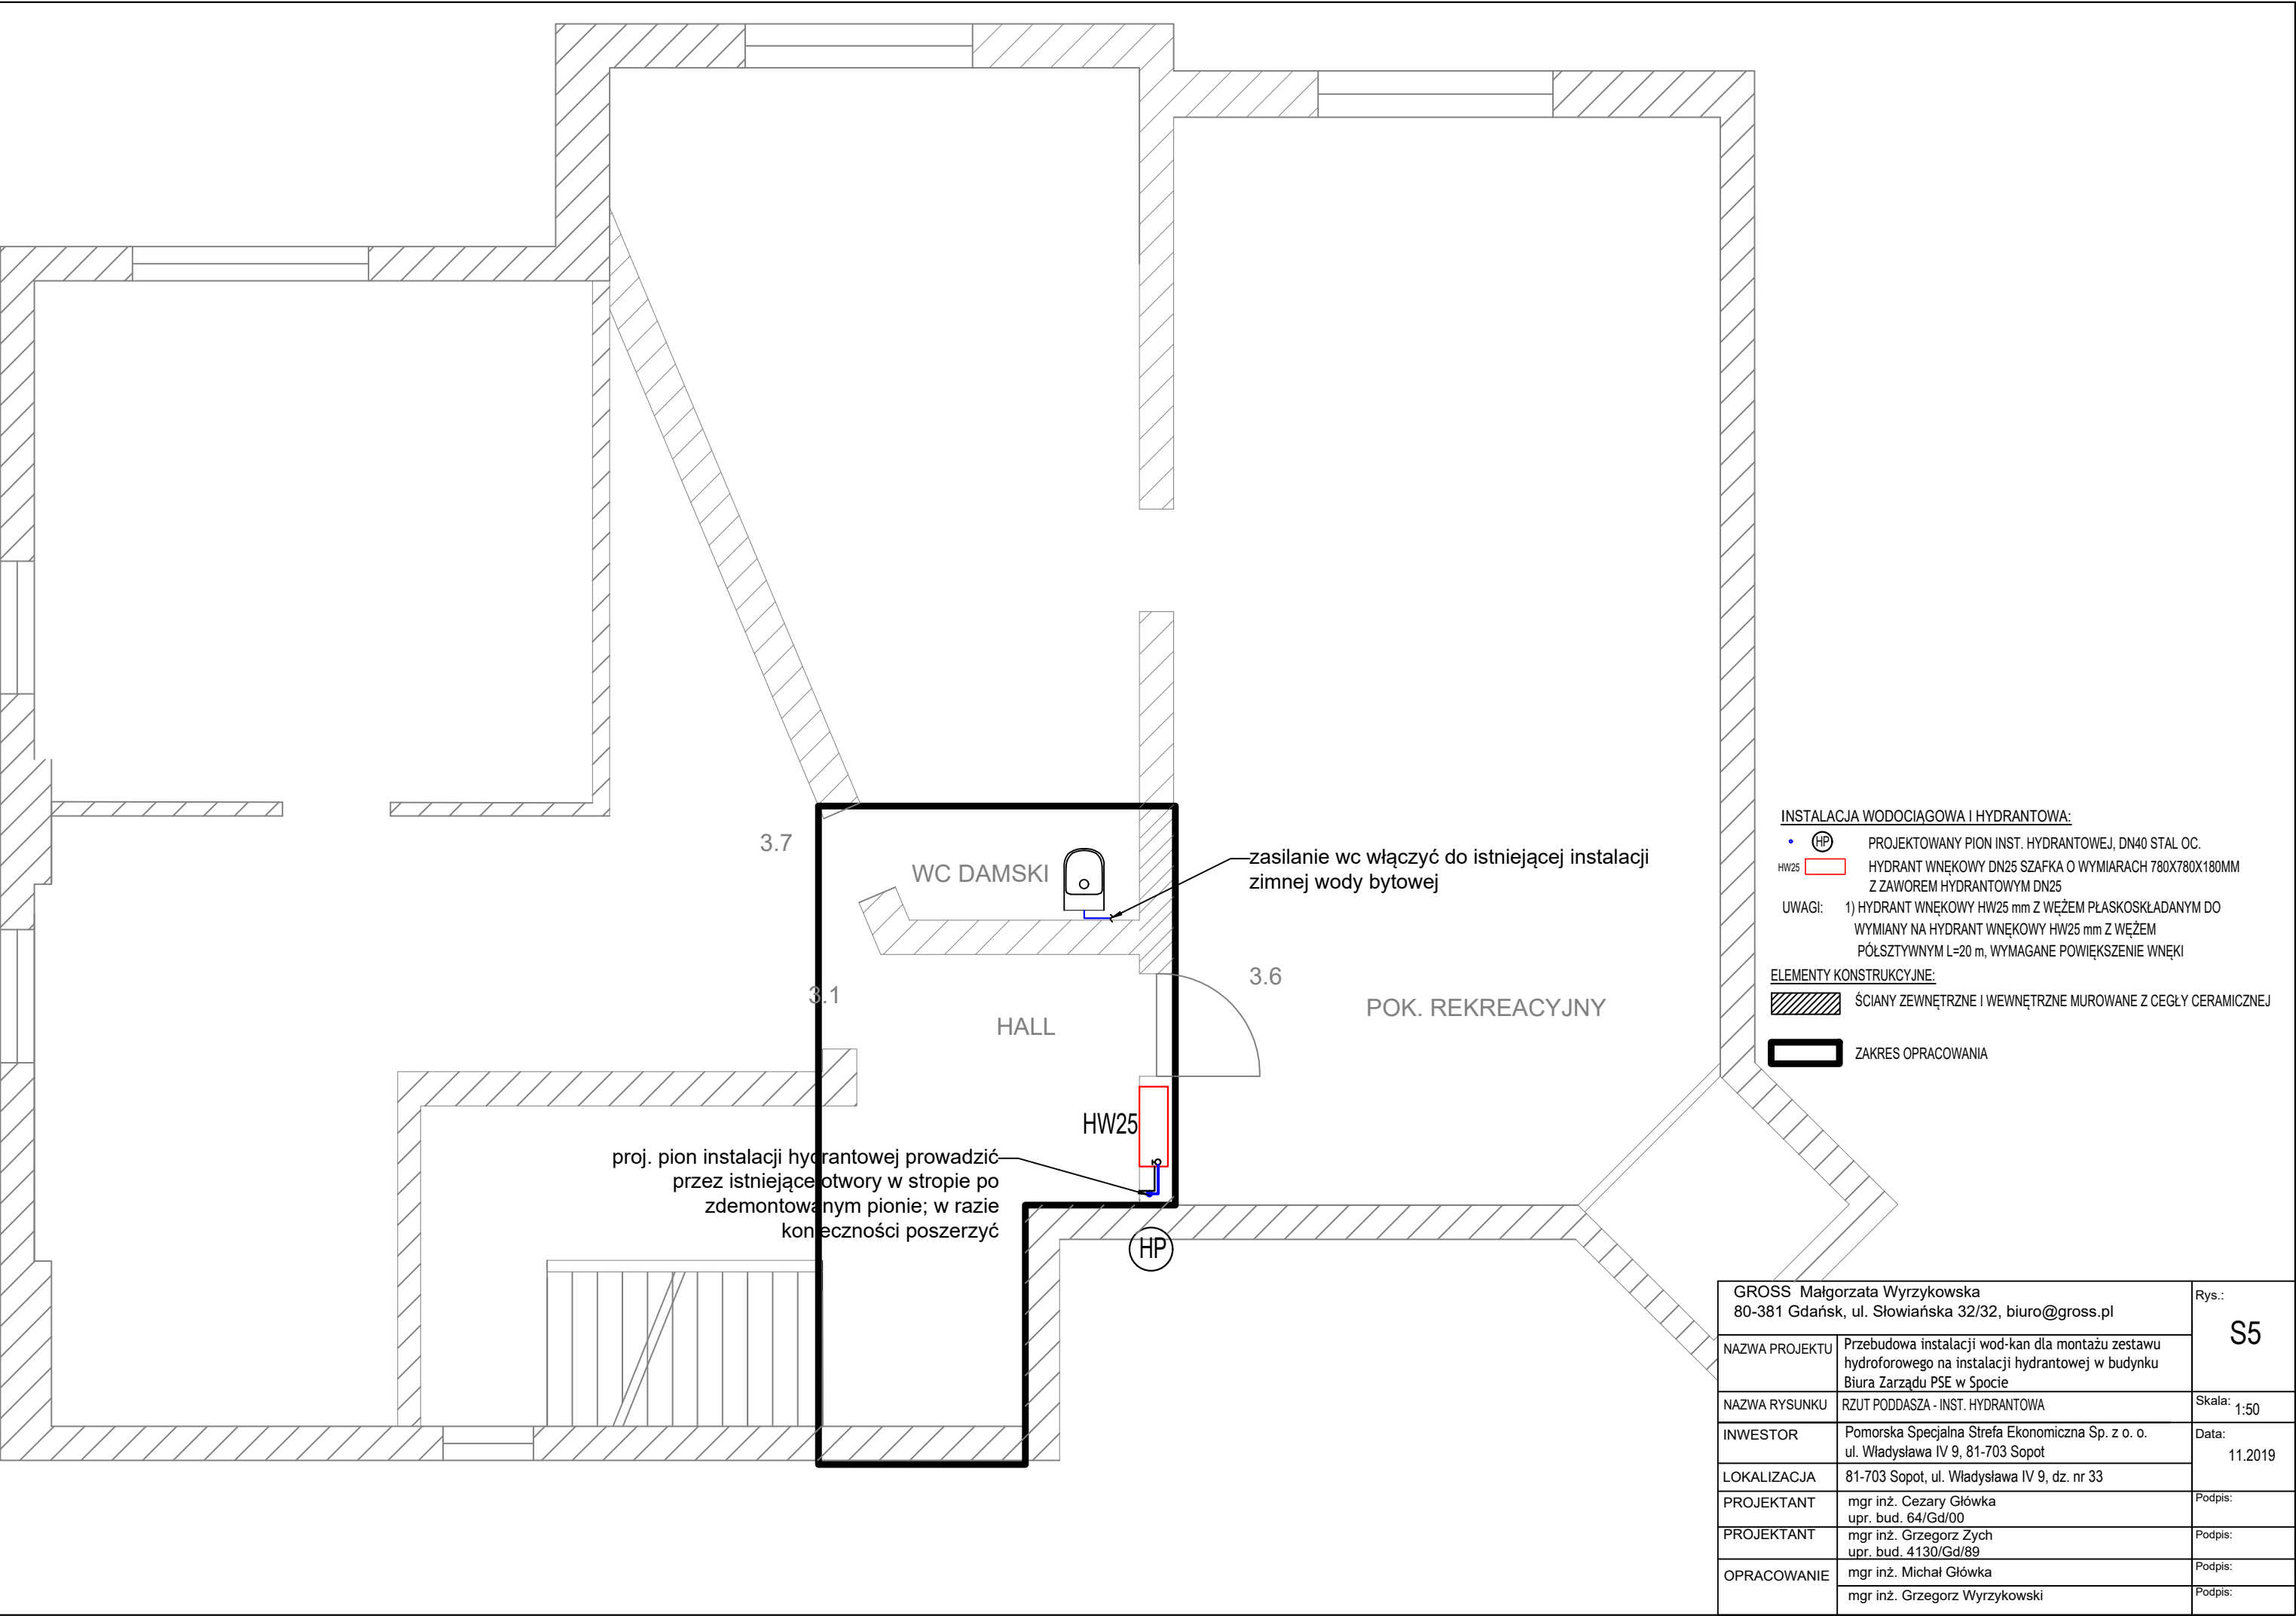 3.7
WC DAMSKI
zasilanie wc włączyć do istniejącej instalacji
zimnej wody bytowej
3.1
HALL
3.6
POK. REKREACYJNY
HW25
proj. pion instalacji hydrantowej prowadzić
przez istniejące otwory w stropie po
zdemontowanym pionie; w razie
konieczności poszerzyć
HP
INSTALACJA WODOCIĄGOWA I HYDRANTOWA:
HP PROJEKTOWANY PION INST. HYDRANTOWEJ, DN40 STAL OC.
HW25 HYDRANT WNĘKOWY DN25 SZAFKA O WYMIARACH 780X780X180MM
Z ZAWOREM HYDRANTOWYM DN25
UWAGI: 1) HYDRANT WNĘKOWY HW25 mm Z WĘŻEM PŁASKOSKŁADANYM DO
WYMIANY NA HYDRANT WNĘKOWY HW25 mm Z WĘŻEM
PÓŁSZTYWNYM L=20 m, WYMAGANE POWIĘKSZENIE WNĘKI
ELEMENTY KONSTRUKCYJNE:
ŚCIANY ZEWNĘTRZNE I WEWNĘTRZNE MUROWANE Z CEGŁY CERAMICZNEJ
ZAKRES OPRACOWANIA
GROSS Małgorzata Wyrzykowska
80-381 Gdańsk, ul. Słowiańska 32/32, biuro@gross.pl
Rys.:
S5
NAZWA PROJEKTU
Przebudowa instalacji wod-kan dla montażu zestawu
hydroforowego na instalacji hydrantowej w budynku
Biura Zarządu PSE w Spocie
NAZWA RYSUNKU
RZUT PODDASZA - INST. HYDRANTOWA
Skala: 1:50
INWESTOR
Pomorska Specjalna Strefa Ekonomiczna Sp. z o. o.
ul. Władysława IV 9, 81-703 Sopot
Data:
11.2019
LOKALIZACJA
81-703 Sopot, ul. Władysława IV 9, dz. nr 33
PROJEKTANT
mgr inż. Cezary Główka
upr. bud. 64/Gd/00
Podpis:
PROJEKTANT
mgr inż. Grzegorz Zych
upr. bud. 4130/Gd/89
Podpis:
OPRACOWANIE
mgr inż. Michał Główka
Podpis:
mgr inż. Grzegorz Wyrzykowski
Podpis: